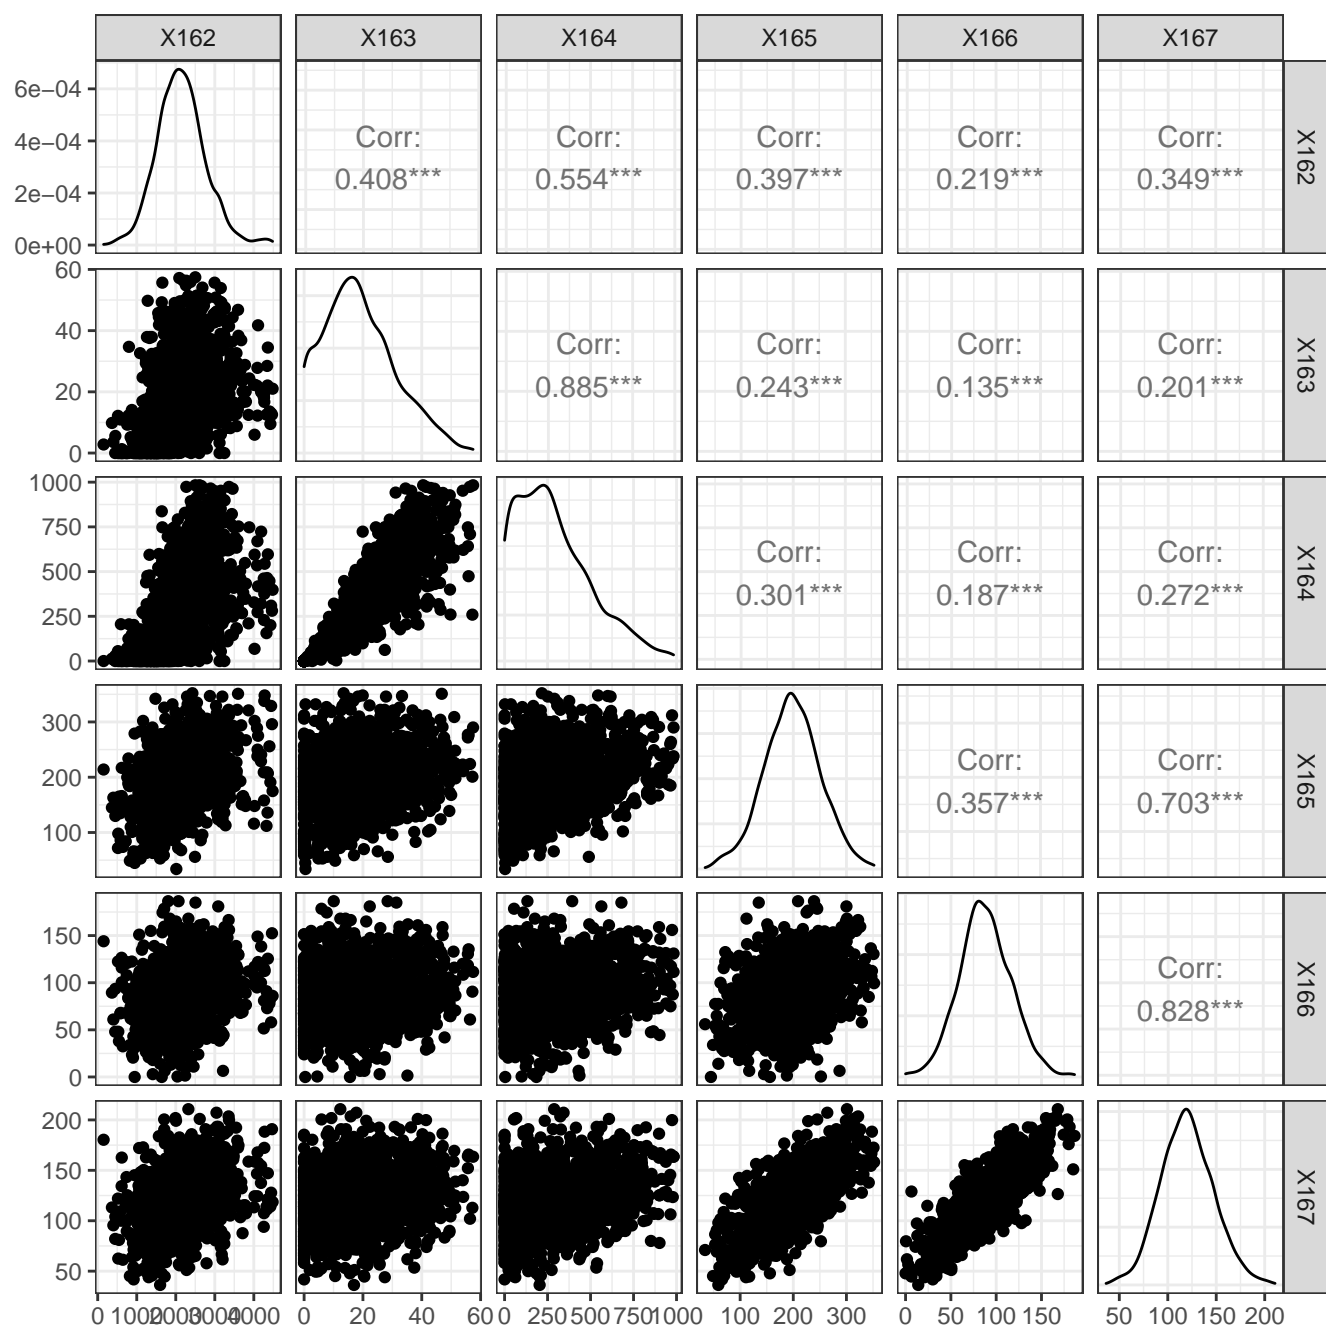 X162 X163 X164 X165 X166 X167
6e−04
4e−04
2e−04
0e+00
Corr:
0.408***
Corr:
0.554***
Corr:
0.397***
Corr:
0.219***
Corr:
0.349***
X162
60
40
20
0
Corr:
0.885***
Corr:
0.243***
Corr:
0.135***
Corr:
0.201***
X163
1000
750
500
250
0
Corr:
0.301***
Corr:
0.187***
Corr:
0.272***
X164
300
200
100
Corr:
0.357***
Corr:
0.703***
X165
150
100
50
0
Corr:
0.828***
X166
200
150
100
50
X167
0 1000 2000 3000 4000 0 20 40 60 0 250 500 750 1000 100 200 300 0 50 100 150 50 100 150 200